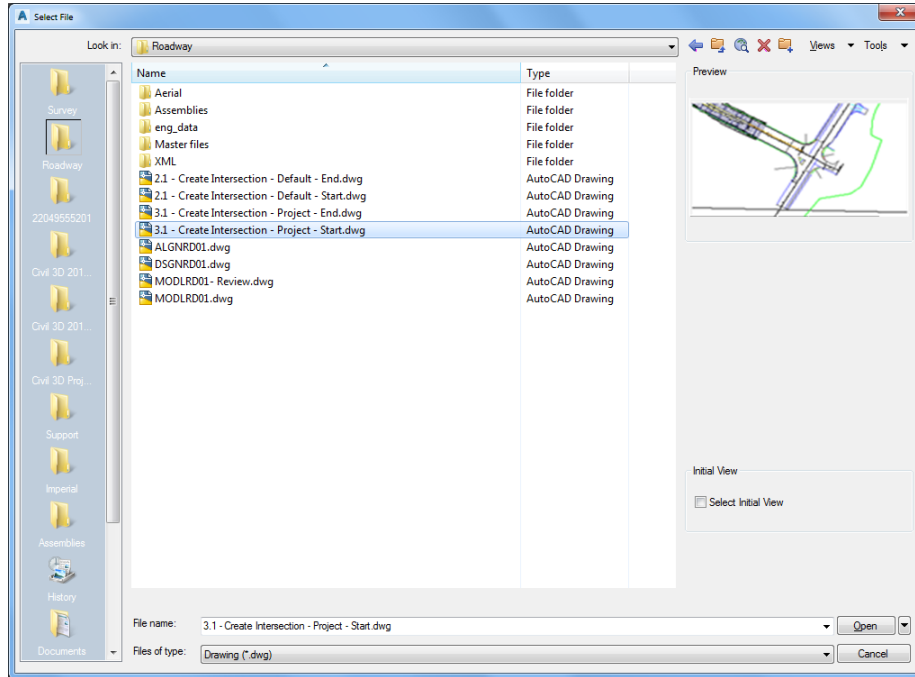 Select File
Look in: Roadway Views Tools
Name Type
Preview
Aerial File folder
Assemblies File folder
eng_data File folder
Master files File folder
XML File folder
2.1 - Create Intersection - Default - End.dwg AutoCAD Drawing
2.1 - Create Intersection - Default - Start.dwg AutoCAD Drawing
3.1 - Create Intersection - Project - End.dwg AutoCAD Drawing
3.1 - Create Intersection - Project - Start.dwg AutoCAD Drawing
ALGNRD01.dwg AutoCAD Drawing
DSGNRD01.dwg AutoCAD Drawing
MODLRD01- Review.dwg AutoCAD Drawing
MODLRD01.dwg AutoCAD Drawing
Survey
Roadway
22049555201
Civil 3D 201...
Civil 3D 201...
Civil 3D Proj...
Support
Imperial
Assemblies
History
Documents
Initial View
Select Initial View
File name: 3.1 - Create Intersection - Project - Start.dwg Open
Files of type: Drawing (*.dwg) Cancel